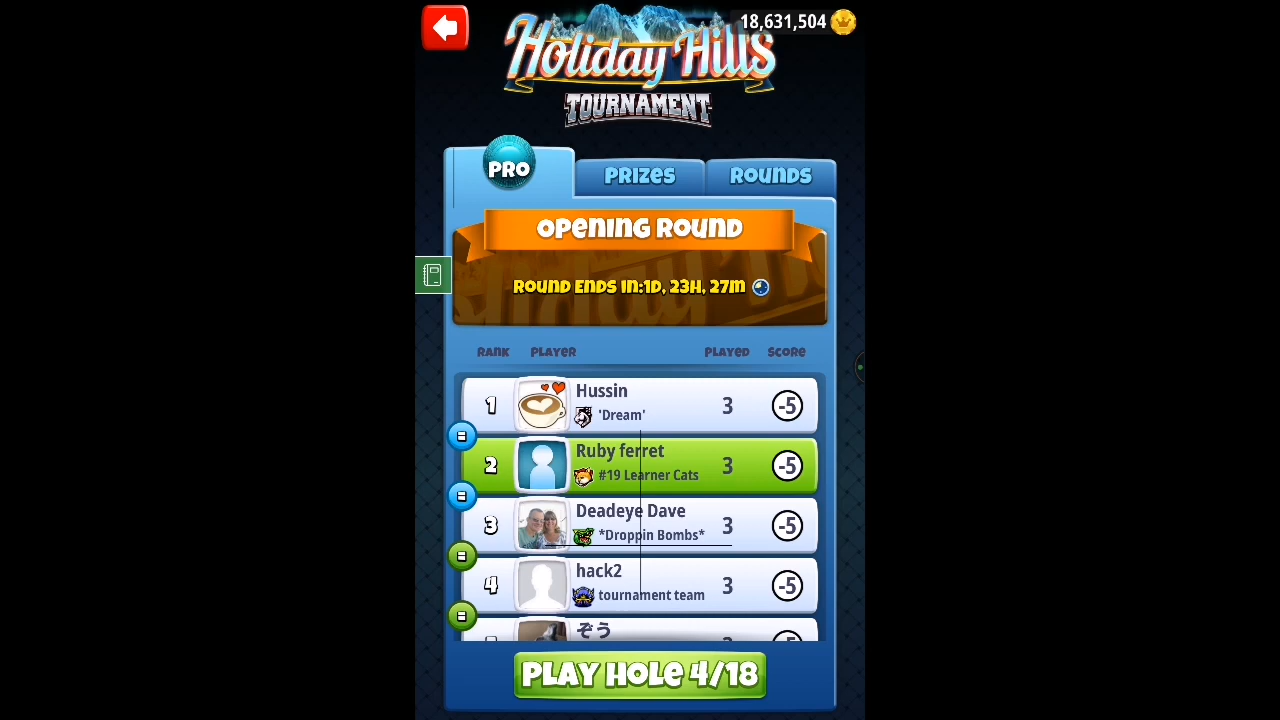 18,631,504
Holiday Hills
TOURNAMENT
PRO
PRIZES
ROUNDS
OPENING ROUND
ROUND ENDS IN:1D, 23H, 27M
RANK PLAYER PLAYED SCORE
1 Hussin 3 -5
'Dream'
2 Ruby ferret 3 -5
#19 Learner Cats
3 Deadeye Dave 3 -5
*Droppin Bombs*
4 hack2 3 -5
tournament team
ぞう
PLAY HOLE 4/18